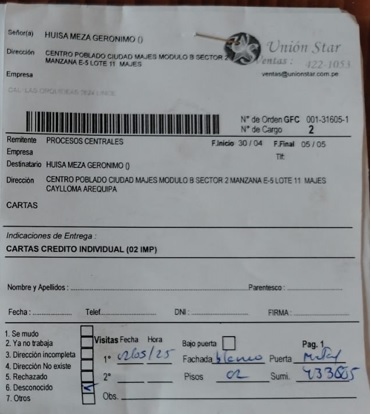 Señor(a) HUISA MEZA GERONIMO ()
Dirección CENTRO POBLADO CIUDAD MAJES MODULO B SECTOR 2
MANZANA E-5 LOTE 11 MAJES
Empresa
Unión Star
Ventas : 422-1053
ventas@unionstar.com.pe
N° de Orden GFC 001-31605-1
N° de Cargo 2
Remitente PROCESOS CENTRALES F.Inicio 30/04 F.Final 05/05
Empresa Tlf:
Destinatario HUISA MEZA GERONIMO ()
Dirección CENTRO POBLADO CIUDAD MAJES MODULO B SECTOR 2 MANZANA E-5 LOTE 11 MAJES
CAYLLOMA AREQUIPA
CARTAS
Indicaciones de Entrega :
CARTAS CREDITO INDIVIDUAL (02 IMP)
Nombre y Apellidos : Parentesco :
Fecha : Telef. DNI : FIRMA :
1. Se mudo
2. Ya no trabaja
3. Dirección incompleta
4. Dirección No existe
5. Rechazado
6. Desconocido
7. Otros
Visitas Fecha Hora Bajo puerta Pag. 1
1° 02/05/25 Fachada blanco Puerta Metal
2° Pisos 02 Sumi.
Obs.